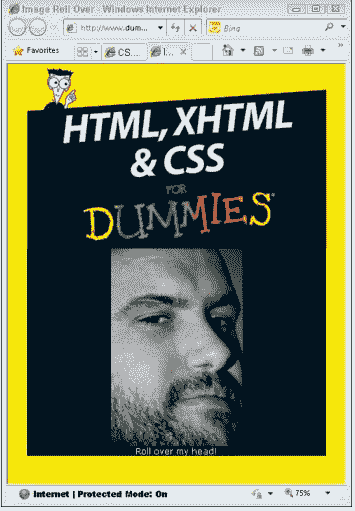 Image Roll Over - Windows Internet Explorer
http://www.dum... Bing
Favorites CS... I...
HTML, XHTML
& CSS
FOR
DUMMIES
Roll over my head!
Internet | Protected Mode: On 75%